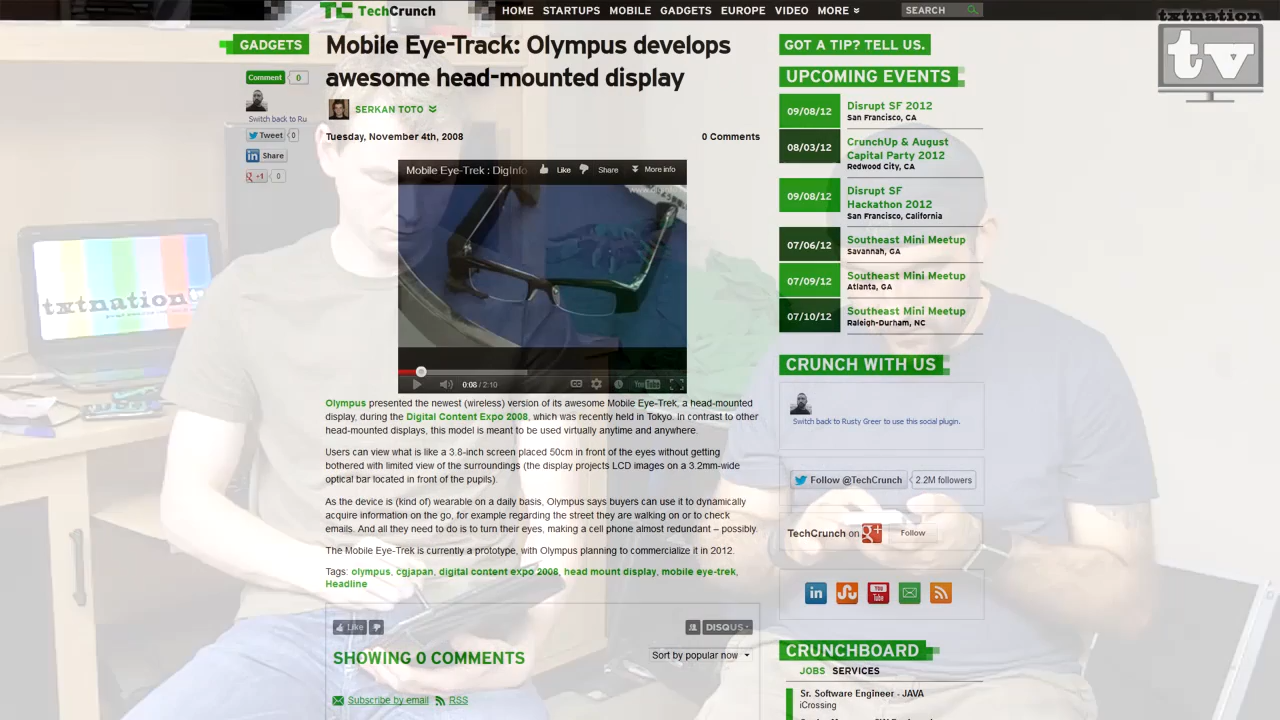 TechCrunch
HOME STARTUPS MOBILE GADGETS EUROPE VIDEO MORE
SEARCH
txtnation
tv
GADGETS
Comment 0
Switch back to Ru
Tweet 0
Share
+1 0
Mobile Eye-Track: Olympus develops
awesome head-mounted display
SERKAN TOTO
Tuesday, November 4th, 2008
0 Comments
Mobile Eye-Trek : DigInfo
Like Share More info
0:08 / 2:10
CC
YouTube
Olympus presented the newest (wireless) version of its awesome Mobile Eye-Trek, a head-mounted
display, during the Digital Content Expo 2008, which was recently held in Tokyo. In contrast to other
head-mounted displays, this model is meant to be used virtually anytime and anywhere.
Users can view what is like a 3.8-inch screen placed 50cm in front of the eyes without getting
bothered with limited view of the surroundings (the display projects LCD images on a 3.2mm-wide
optical bar located in front of the pupils).
As the device is (kind of) wearable on a daily basis, Olympus says buyers can use it to dynamically
acquire information on the go, for example regarding the street they are walking on or to check
emails. And all they need to do is to turn their eyes, making a cell phone almost redundant – possibly.
The Mobile Eye-Trek is currently a prototype, with Olympus planning to commercialize it in 2012.
Tags: olympus, cgjapan, digital content expo 2008, head mount display, mobile eye-trek,
Headline
Like
DISQUS
SHOWING 0 COMMENTS
Sort by popular now
Subscribe by email RSS
GOT A TIP? TELL US.
UPCOMING EVENTS
09/08/12 Disrupt SF 2012
San Francisco, CA
08/03/12 CrunchUp & August
Capital Party 2012
Redwood City, CA
09/08/12 Disrupt SF
Hackathon 2012
San Francisco, California
07/06/12 Southeast Mini Meetup
Savannah, GA
07/09/12 Southeast Mini Meetup
Atlanta, GA
07/10/12 Southeast Mini Meetup
Raleigh-Durham, NC
CRUNCH WITH US
Switch back to Rusty Greer to use this social plugin.
Follow @TechCrunch 2.2M followers
TechCrunch on g+ Follow
in You Tube
CRUNCHBOARD
JOBS SERVICES
Sr. Software Engineer - JAVA
iCrossing
txtnation